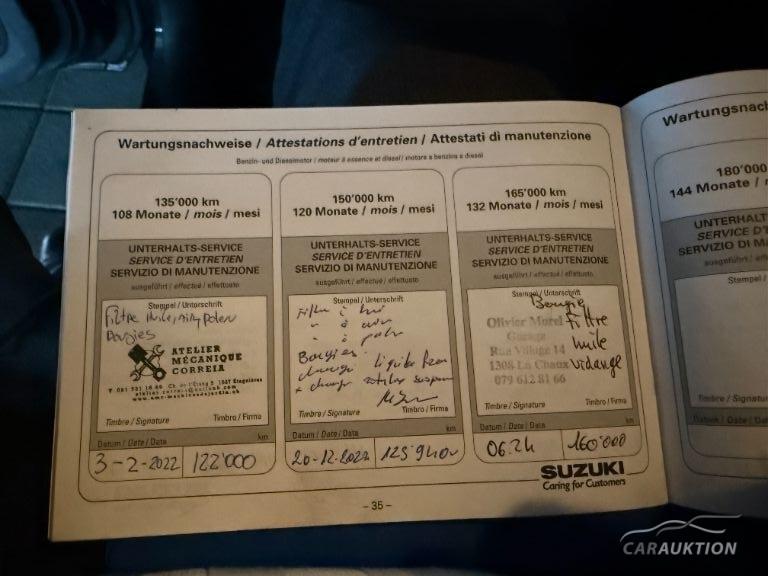 Wartungsnachweise / Attestations d'entretien / Attestati di manutenzione
Benzin- und Dieselmotor / moteur à essence et diesel / motore a benzina e diesel
135'000 km
108 Monate / mois / mesi
UNTERHALTS-SERVICE
SERVICE D'ENTRETIEN
SERVIZIO DI MANUTENZIONE
ausgeführt / effectué / effettuato
Stempel / Unterschrift
Filtre
ATELIER
MÉCANIQUE
CORREIA
Timbre / Signature Timbro / Firma
Datum / Date / Data km
3-2-2022 122'000
150'000 km
120 Monate / mois / mesi
UNTERHALTS-SERVICE
SERVICE D'ENTRETIEN
SERVIZIO DI MANUTENZIONE
ausgeführt / effectué / effettuato
Stempel / Unterschrift
Bougies
Timbre / Signature Timbro / Firma
Datum / Date / Data km
20-12-2022
165'000 km
132 Monate / mois / mesi
UNTERHALTS-SERVICE
SERVICE D'ENTRETIEN
SERVIZIO DI MANUTENZIONE
ausgeführt / effectué / effettuato
Stempel / Unterschrift
Bougie
Olivier Morel Filtre
Garage huile
Rue Village 14
1308 La Chaux Vidange
079 612 81 66
Timbre / Signature Timbro / Firma
Datum / Date / Data km
06.24 160'000
SUZUKI
Caring for Customers
- 35 -
180'000
144 Monate / m
UNTERHALT
SERVICE D'
SERVIZIO DI
ausgeführt /
Stempel /
Timbre / Signature
Datum / Date
CARAUKTION